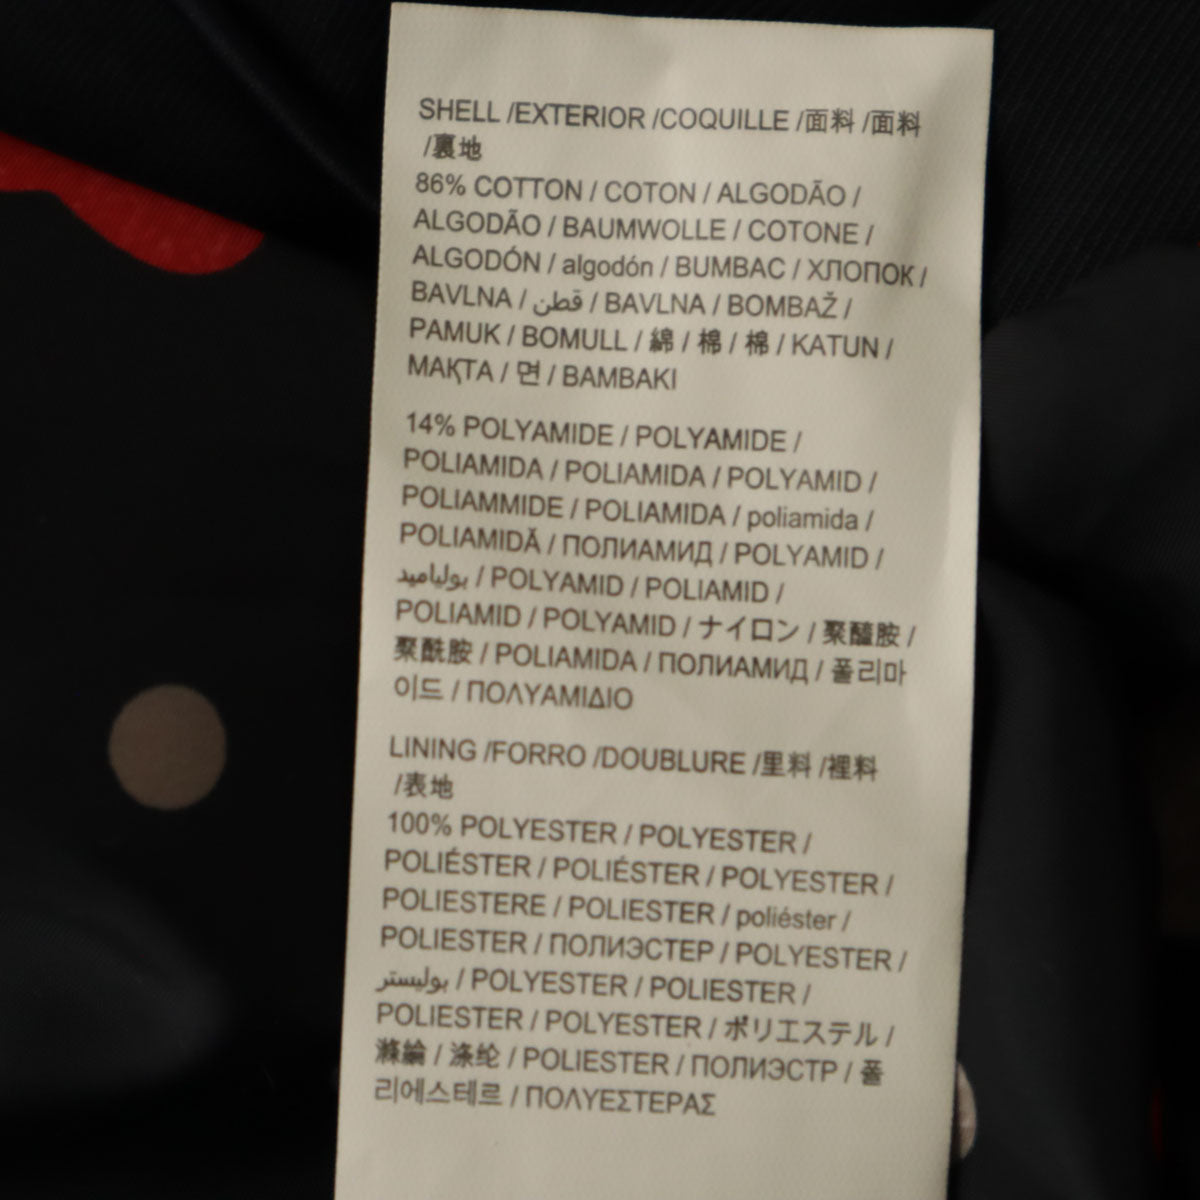 SHELL /EXTERIOR /COQUILLE /面料 /面料
/裏地
86% COTTON / COTON / ALGODÃO /
ALGODÃO / BAUMWOLLE / COTONE /
ALGODÓN / algodón / BUMBAC / ХЛОПОК /
BAVLNA / قطن / BAVLNA / BOMBAŽ /
PAMUK / BOMULL / 綿 / 棉 / 棉 / KATUN /
МАҚТА / 면 / BAMBAKI
14% POLYAMIDE / POLYAMIDE /
POLIAMIDA / POLIAMIDA / POLYAMID /
POLIAMMIDE / POLIAMIDA / poliamida /
POLIAMIDĂ / ПОЛИАМИД / POLYAMID /
بولياميد / POLYAMID / POLIAMID /
POLIAMID / POLYAMID / ナイロン / 聚醯胺 /
聚酰胺 / POLIAMIDA / ПОЛИАМИД / 폴리마
이드 / ΠΟΛΥΑΜΙΔΙΟ
LINING /FORRO /DOUBLURE /里料 /裡料
/表地
100% POLYESTER / POLYESTER /
POLIÉSTER / POLIÉSTER / POLYESTER /
POLIESTERE / POLIESTER / poliéster /
POLIESTER / ПОЛИЭСТЕР / POLYESTER /
بوليستر / POLYESTER / POLIESTER /
POLIESTER / POLYESTER / ポリエステル /
滌綸 / 涤纶 / POLIESTER / ПОЛИЭСТР / 폴
리에스테르 / ΠΟΛΥΕΣΤΕΡΑΣ